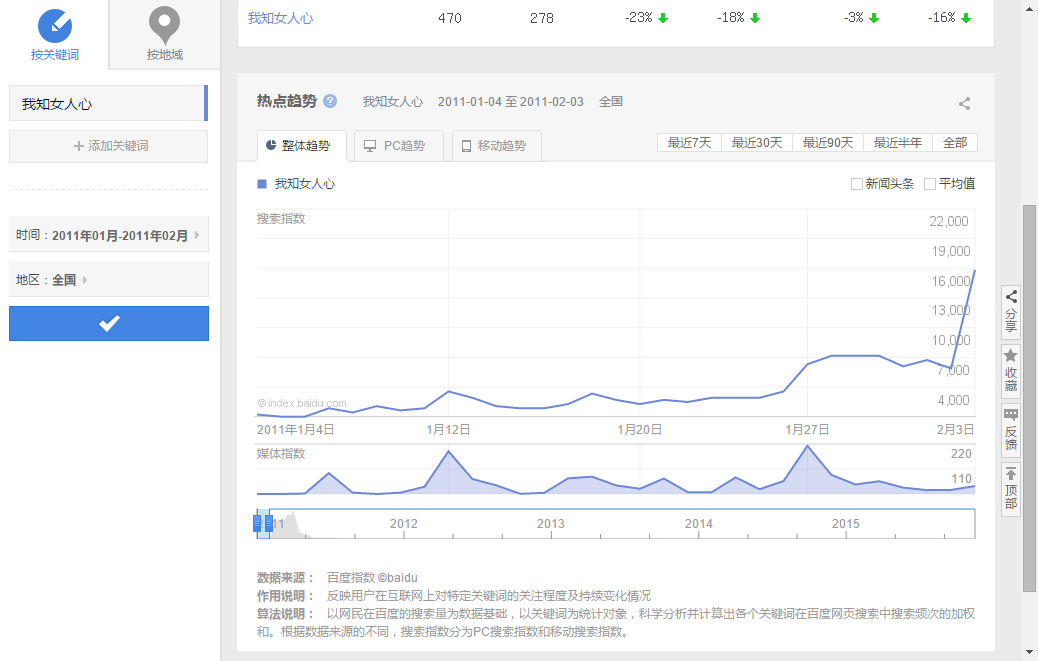 我知女人心 470 278 -23% -18% -3% -16%
按关键词
按地域
我知女人心
添加关键词
时间：2011年01月-2011年02月
地区：全国
热点趋势 ? 我知女人心 2011-01-04 至 2011-02-03 全国
整体趋势 PC趋势 移动趋势
最近7天 最近30天 最近90天 最近半年 全部
我知女人心
新闻头条 平均值
搜索指数
22,000
19,000
16,000
13,000
10,000
7,000
4,000
©index.baidu.com
2011年1月4日 1月12日 1月20日 1月27日 2月3日
媒体指数
220
110
2011 2012 2013 2014 2015
数据来源： 百度指数 ©baidu
作用说明： 反映用户在互联网上对特定关键词的关注程度及持续变化情况
算法说明： 以网民在百度的搜索量为数据基础，以关键词为统计对象，科学分析并计算出各个关键词在百度网页搜索中搜索频次的加权
和。根据数据来源的不同，搜索指数分为PC搜索指数和移动搜索指数。
分享
收藏
反馈
顶部